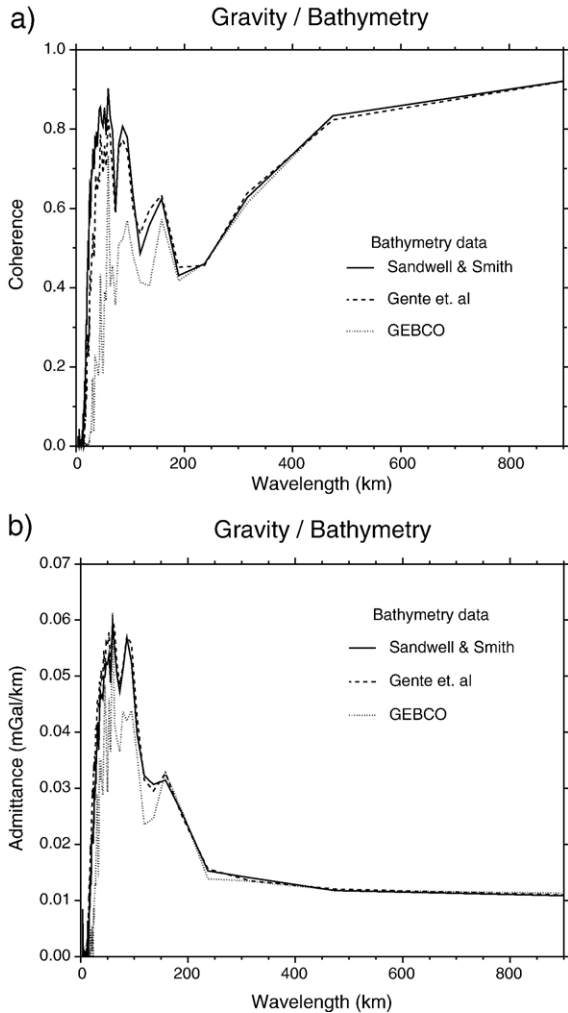 a)
Gravity / Bathymetry
1.0
0.8
0.6
0.4
0.2
0.0
Coherence
Bathymetry data
Sandwell & Smith
Gente et. al
GEBCO
0 200 400 600 800
Wavelength (km)
b)
Gravity / Bathymetry
0.07
0.06
0.05
0.04
0.03
0.02
0.01
0.00
Admittance (mGal/km)
Bathymetry data
Sandwell & Smith
Gente et. al
GEBCO
0 200 400 600 800
Wavelength (km)